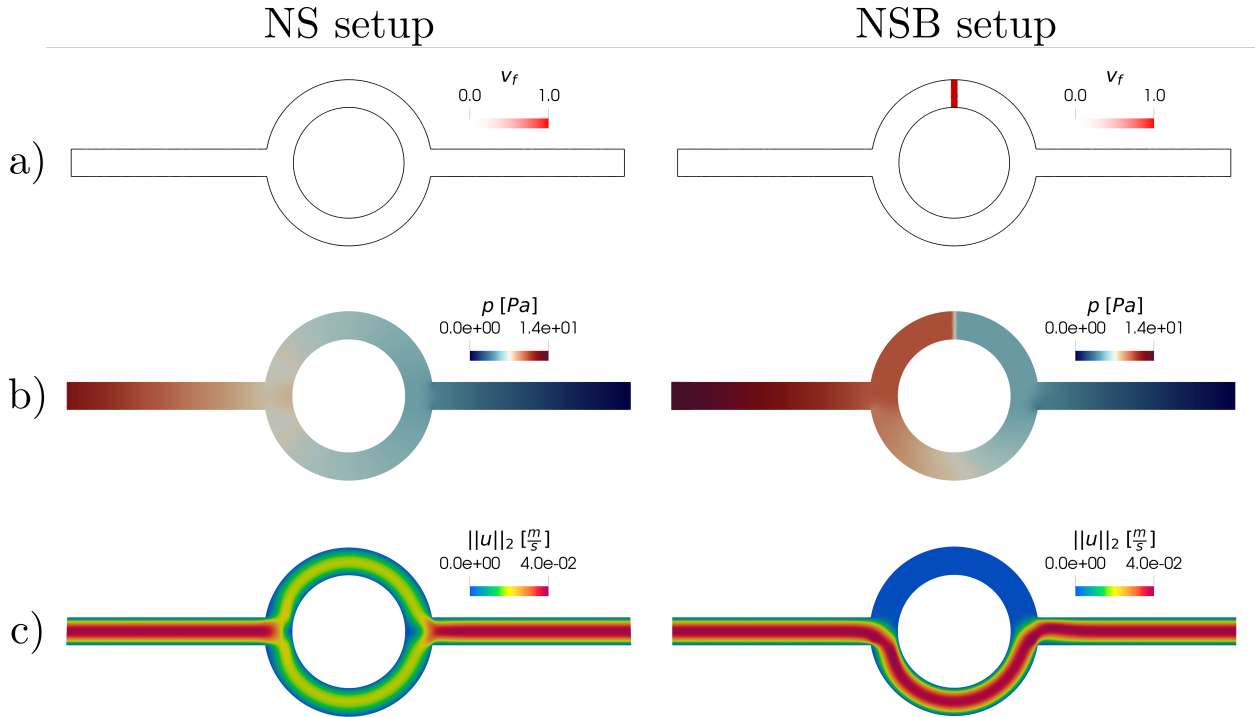 NS setup NSB setup
a) v_f v_f
0.0 1.0 0.0 1.0
b) p [Pa] p [Pa]
0.0e+00 1.4e+01 0.0e+00 1.4e+01
c) ||u||₂ [m/s] ||u||₂ [m/s]
0.0e+00 4.0e-02 0.0e+00 4.0e-02